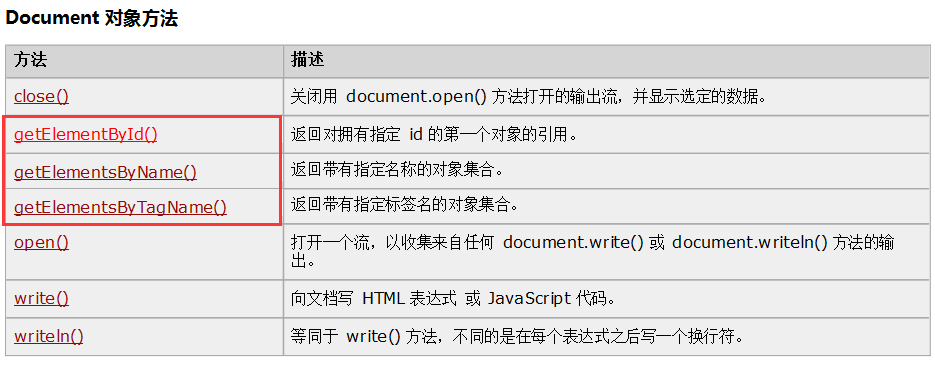 Document 对象方法
方法 描述
close() 关闭用 document.open() 方法打开的输出流，并显示选定的数据。
getElementById() 返回对拥有指定 id 的第一个对象的引用。
getElementsByName() 返回带有指定名称的对象集合。
getElementsByTagName() 返回带有指定标签名的对象集合。
open() 打开一个流，以收集来自任何 document.write() 或 document.writeln() 方法的输
出。
write() 向文档写 HTML 表达式 或 JavaScript 代码。
writeln() 等同于 write() 方法，不同的是在每个表达式之后写一个换行符。